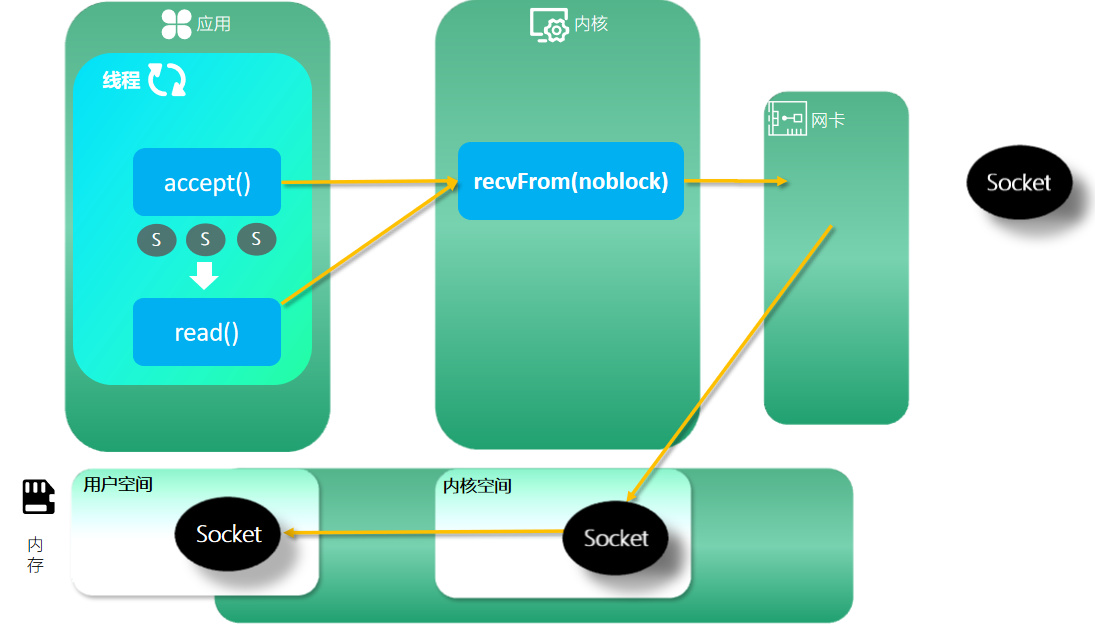 应用
内核
线程
网卡
accept()
recvFrom(noblock)
Socket
S
S
S
read()
用户空间
内核空间
Socket
Socket
内
存